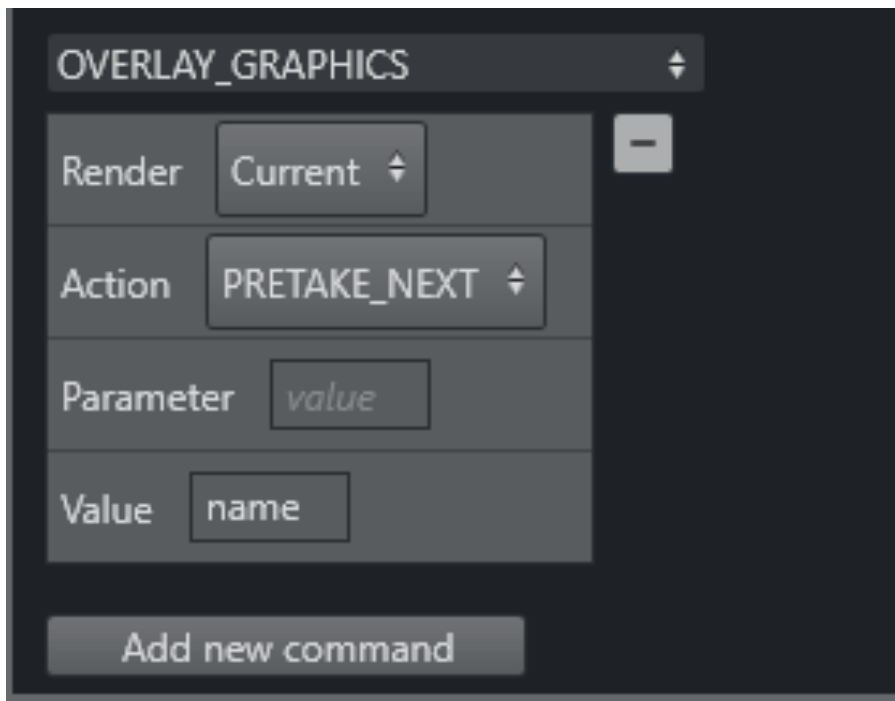 OVERLAY_GRAPHICS
Render Current
Action PRETAKE_NEXT
Parameter value
Value name
Add new command